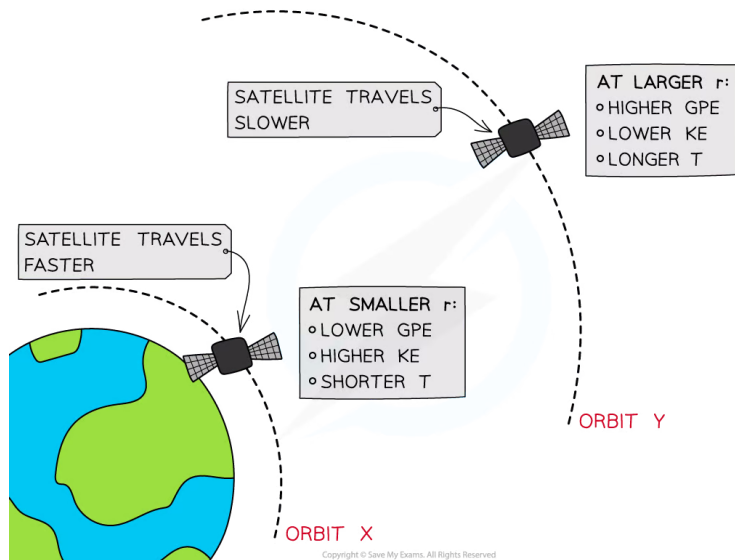 SATELLITE TRAVELS
SLOWER
AT LARGER r:
HIGHER GPE
LOWER KE
LONGER T
SATELLITE TRAVELS
FASTER
AT SMALLER r:
LOWER GPE
HIGHER KE
SHORTER T
ORBIT Y
ORBIT X
Copyright © Save My Exams. All Rights Reserved